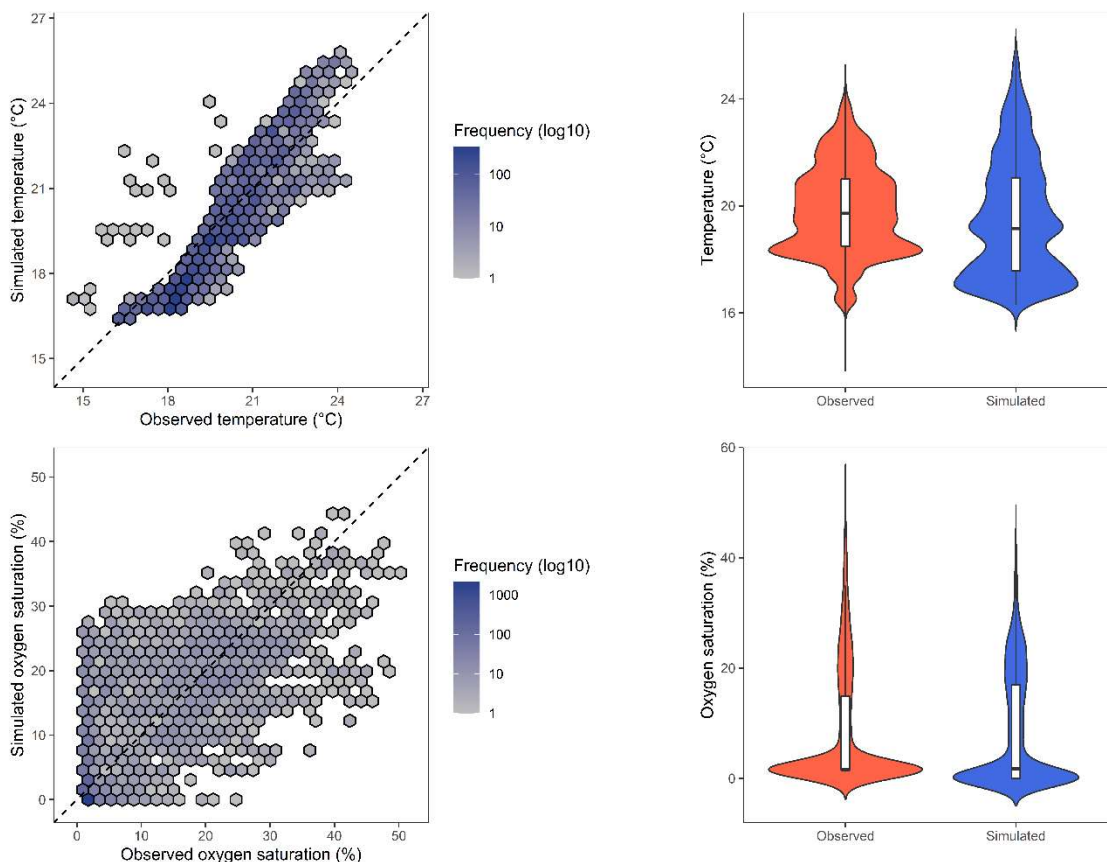 27
24
21
18
15
Simulated temperature (°C)
15 18 21 24 27
Observed temperature (°C)
Frequency (log10)
100
10
1
24
20
16
Temperature (°C)
Observed Simulated
50
40
30
20
10
0
Simulated oxygen saturation (%)
0 10 20 30 40 50
Observed oxygen saturation (%)
Frequency (log10)
1000
100
10
1
60
40
20
0
Oxygen saturation (%)
Observed Simulated